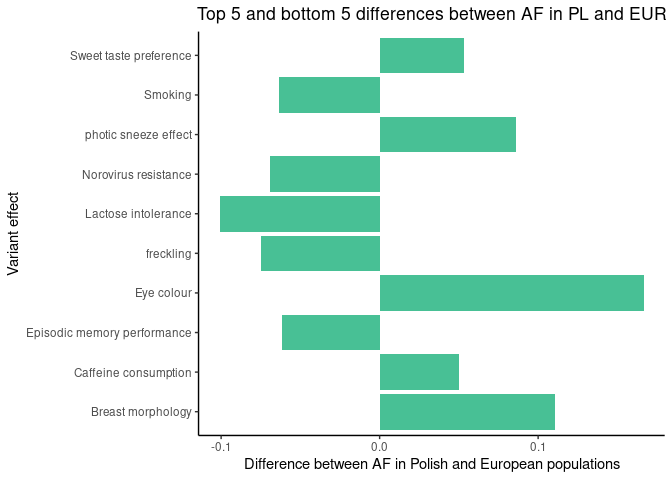 Top 5 and bottom 5 differences between AF in PL and EUR
Variant effect
Sweet taste preference
Smoking
photic sneeze effect
Norovirus resistance
Lactose intolerance
freckling
Eye colour
Episodic memory performance
Caffeine consumption
Breast morphology
-0.1
0.0
0.1
Difference between AF in Polish and European populations